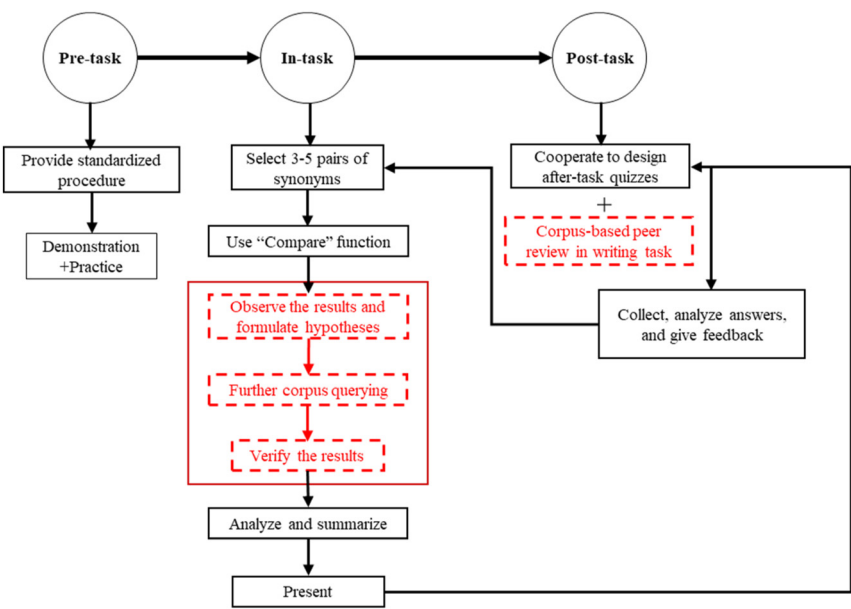 Pre-task
In-task
Post-task
Provide standardized
procedure
Demonstration
+Practice
Select 3-5 pairs of
synonyms
Use “Compare” function
Observe the results and
formulate hypotheses
Further corpus querying
Verify the results
Analyze and summarize
Present
Cooperate to design
after-task quizzes
+
Corpus-based peer
review in writing task
Collect, analyze answers,
and give feedback